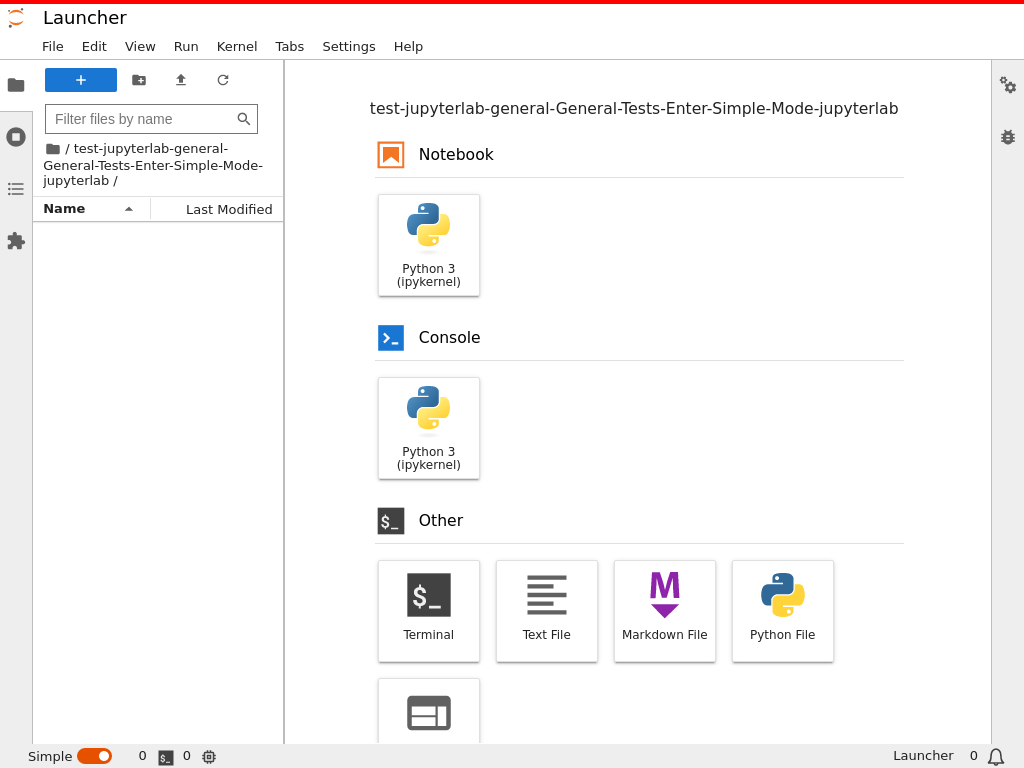 Launcher
File Edit View Run Kernel Tabs Settings Help
Filter files by name
/ test-jupyterlab-general-
General-Tests-Enter-Simple-Mode-
jupyterlab /
Name Last Modified
test-jupyterlab-general-General-Tests-Enter-Simple-Mode-jupyterlab
Notebook
Python 3
(ipykernel)
Console
Python 3
(ipykernel)
$_ Other
$_
M
Terminal Text File Markdown File Python File
Simple 0 $_ 0 Launcher 0